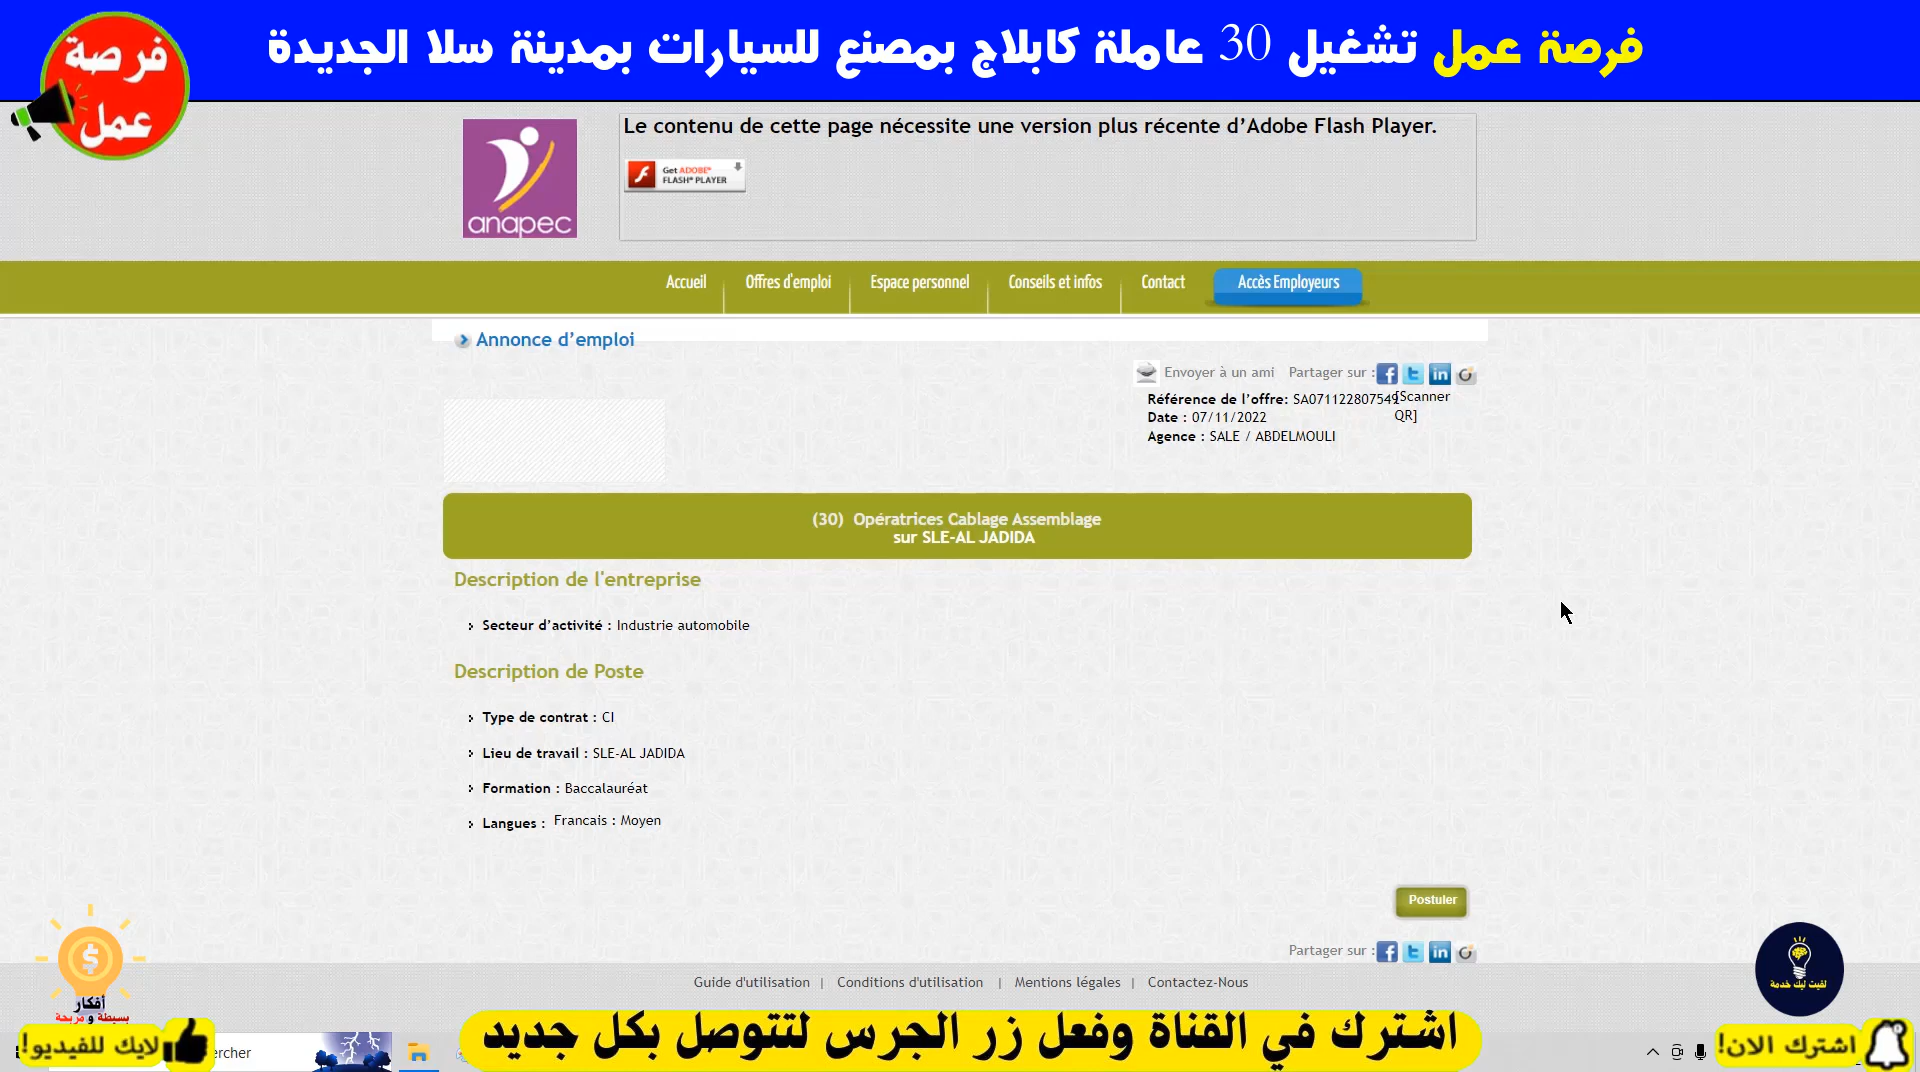 فرصة عمل تشغيل 30 عاملة كابلاج بمصنع للسيارات بمدينة سلا الجديدة
فرصة
عمل
anapec
Le contenu de cette page nécessite une version plus récente d’Adobe Flash Player.
Get ADOBE®
FLASH® PLAYER
Accueil
Offres d'emploi
Espace personnel
Conseils et infos
Contact
Accès Employeurs
Annonce d’emploi
Envoyer à un ami Partager sur :
Référence de l’offre: SA071122807549
[Scanner
QR]
Date : 07/11/2022
Agence : SALE / ABDELMOULI
(30) Opératrices Cablage Assemblage
sur SLE-AL JADIDA
Description de l'entreprise
Secteur d’activité : Industrie automobile
Description de Poste
Type de contrat : CI
Lieu de travail : SLE-AL JADIDA
Formation : Baccalauréat
Langues : Francais : Moyen
Postuler
Partager sur :
Guide d'utilisation | Conditions d'utilisation | Mentions légales | Contactez-Nous
أفكار
بسيطة و مربحة
لقيت ليك خدمة
لايك للفيديو!
ercher
اشترك في القناة وفعل زر الجرس لتتوصل بكل جديد
اشترك الان!